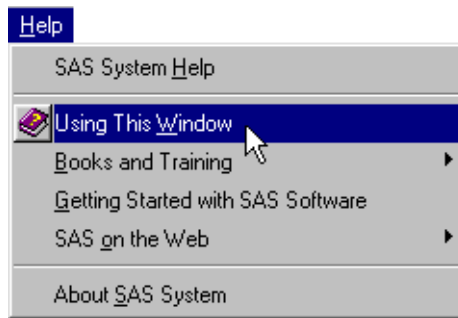 Help
SAS System Help
Using This Window
Books and Training
Getting Started with SAS Software
SAS on the Web
About SAS System